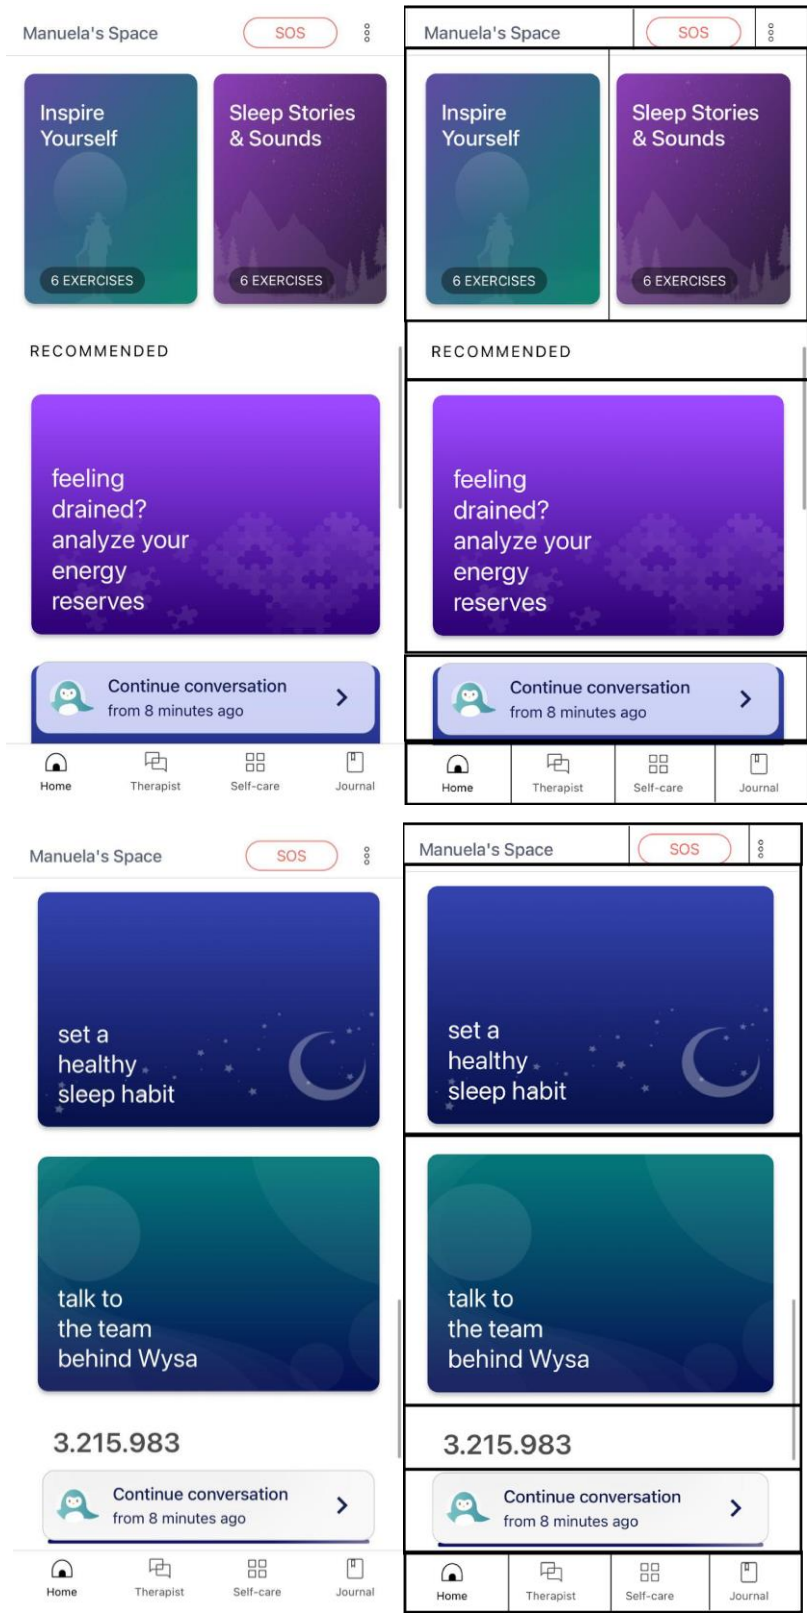 Manuela's Space SOS
Inspire
Yourself
6 EXERCISES
Sleep Stories
& Sounds
6 EXERCISES
RECOMMENDED
feeling
drained?
analyze your
energy
reserves
Continue conversation
from 8 minutes ago
Home Therapist Self-care Journal
Manuela's Space SOS
Inspire
Yourself
6 EXERCISES
Sleep Stories
& Sounds
6 EXERCISES
RECOMMENDED
feeling
drained?
analyze your
energy
reserves
Continue conversation
from 8 minutes ago
Home Therapist Self-care Journal
Manuela's Space SOS
set a
healthy
sleep habit
talk to
the team
behind Wysa
3.215.983
Continue conversation
from 8 minutes ago
Home Therapist Self-care Journal
Manuela's Space SOS
set a
healthy
sleep habit
talk to
the team
behind Wysa
3.215.983
Continue conversation
from 8 minutes ago
Home Therapist Self-care Journal